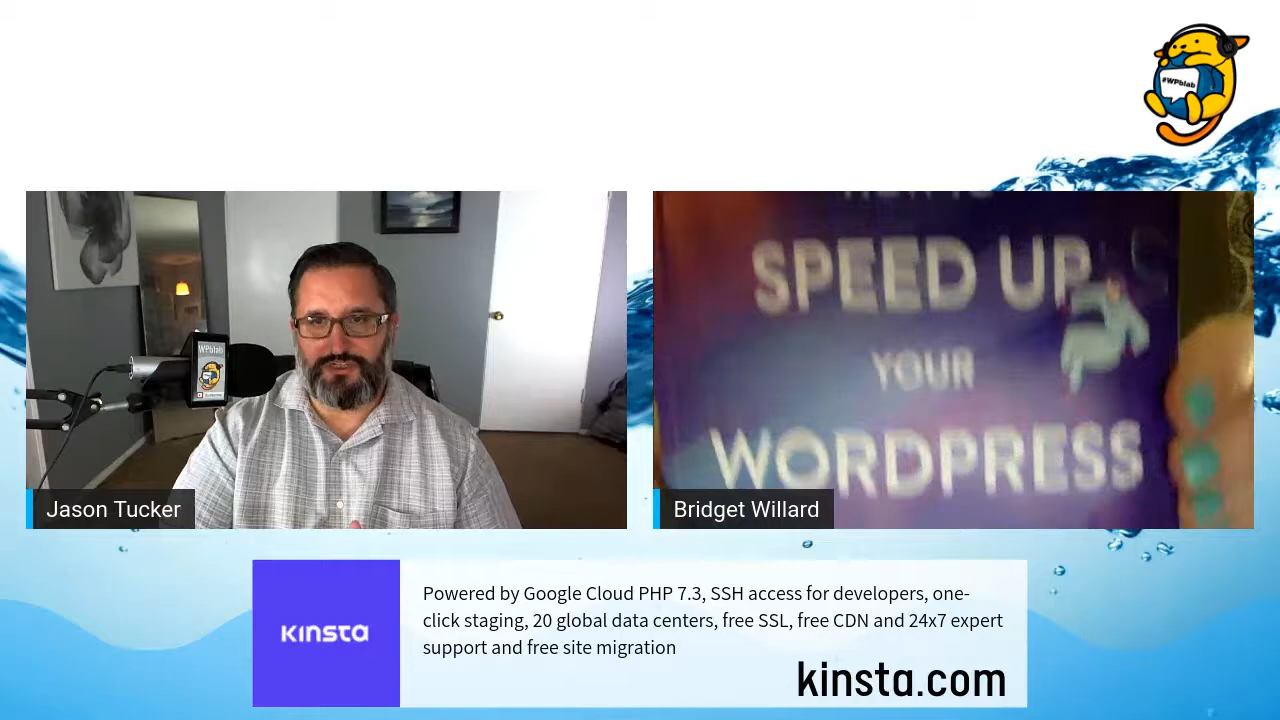 #WPblab
SPEED UP
YOUR
WORDPRESS
WPblab
Jason Tucker
Bridget Willard
Powered by Google Cloud PHP 7.3, SSH access for developers, one-
click staging, 20 global data centers, free SSL, free CDN and 24x7 expert
support and free site migration
KINSTA
kinsta.com